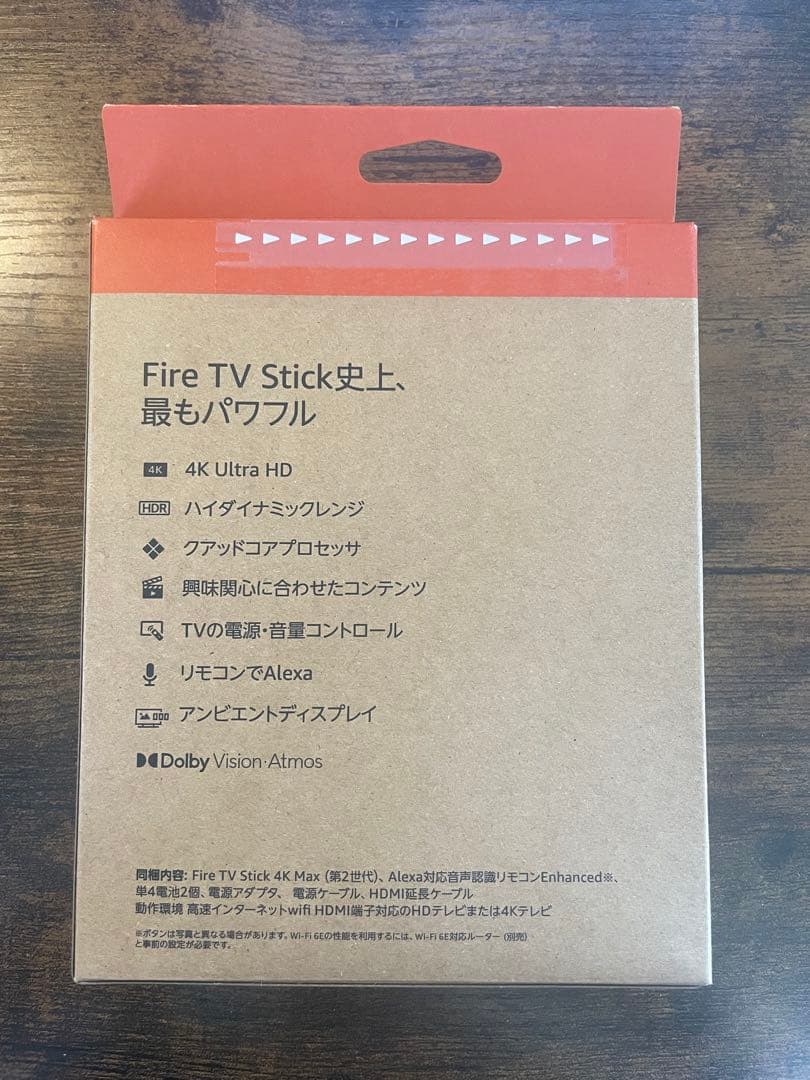 Fire TV Stick史上、
最もパワフル
4K 4K Ultra HD
HDR ハイダイナミックレンジ
クアッドコアプロセッサ
興味関心に合わせたコンテンツ
TVの電源・音量コントロール
リモコンでAlexa
アンビエントディスプレイ
Dolby Vision·Atmos
同梱内容: Fire TV Stick 4K Max (第2世代)、Alexa対応音声認識リモコンEnhanced※、
単4電池2個、電源アダプタ、 電源ケーブル、HDMI延長ケーブル
動作環境 高速インターネットwifi HDMI端子対応のHDテレビまたは4Kテレビ
※ボタンは写真と異なる場合があります。Wi-Fi 6Eの性能を利用するには、Wi-Fi 6E対応ルーター (別売)
と事前の設定が必要です。